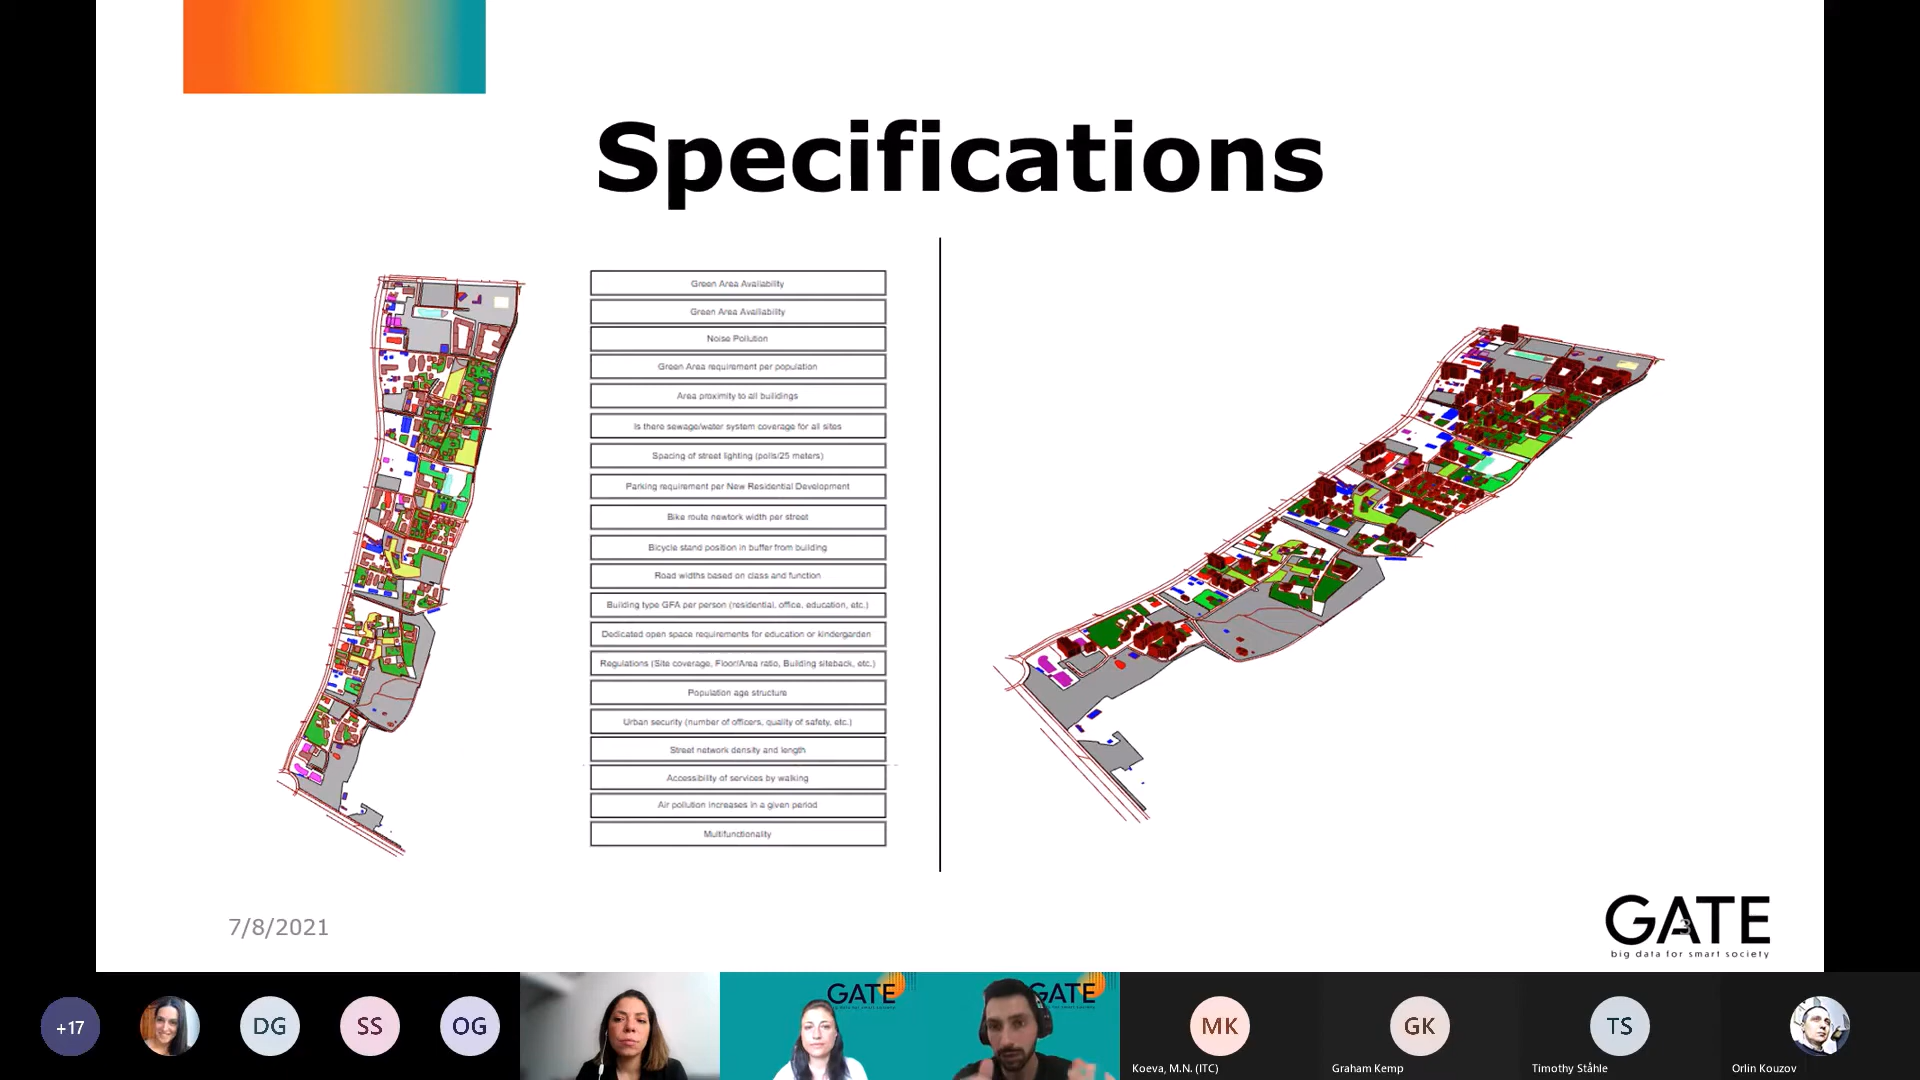 Specifications
Green Area Availability
Green Area Availability
Noise Pollution
Green Area requirement per population
Area proximity to all buildings
Is there sewage/water system coverage for all sites
Spacing of street lighting (polls/25 meters)
Parking requirement per New Residential Development
Bike route newtork width per street
Bicycle stand position in buffer from building
Road widths based on class and function
Building type GFA per person (residential, office, education, etc.)
Dedicated open space requirements for education or kindergarden
Regulations (Site coverage, Floor/Area ratio, Building siteback, etc.)
Population age structure
Urban security (number of officers, quality of safety, etc.)
Street network density and length
Accessibility of services by walking
Air pollution increases in a given period
Multifunctionality
7/8/2021
GATE
3
big data for smart society
+17
DG
SS
OG
GATE
GATE
MK
GK
TS
Koeva, M.N. (ITC)
Graham Kemp
Timothy Ståhle
Orlin Kouzov